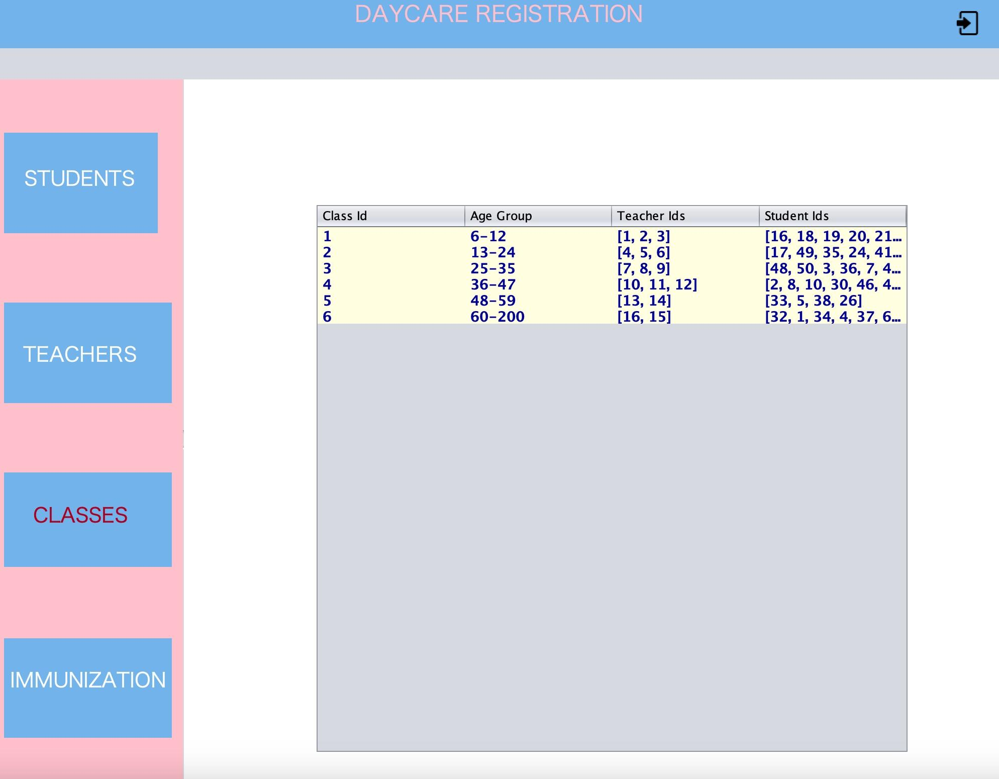 DAYCARE REGISTRATION
STUDENTS
TEACHERS
CLASSES
IMMUNIZATION
Class Id Age Group Teacher Ids Student Ids
1 6-12 [1, 2, 3] [16, 18, 19, 20, 21...
2 13-24 [4, 5, 6] [17, 49, 35, 24, 41...
3 25-35 [7, 8, 9] [48, 50, 3, 36, 7, 4...
4 36-47 [10, 11, 12] [2, 8, 10, 30, 46, 4...
5 48-59 [13, 14] [33, 5, 38, 26]
6 60-200 [16, 15] [32, 1, 34, 4, 37, 6...